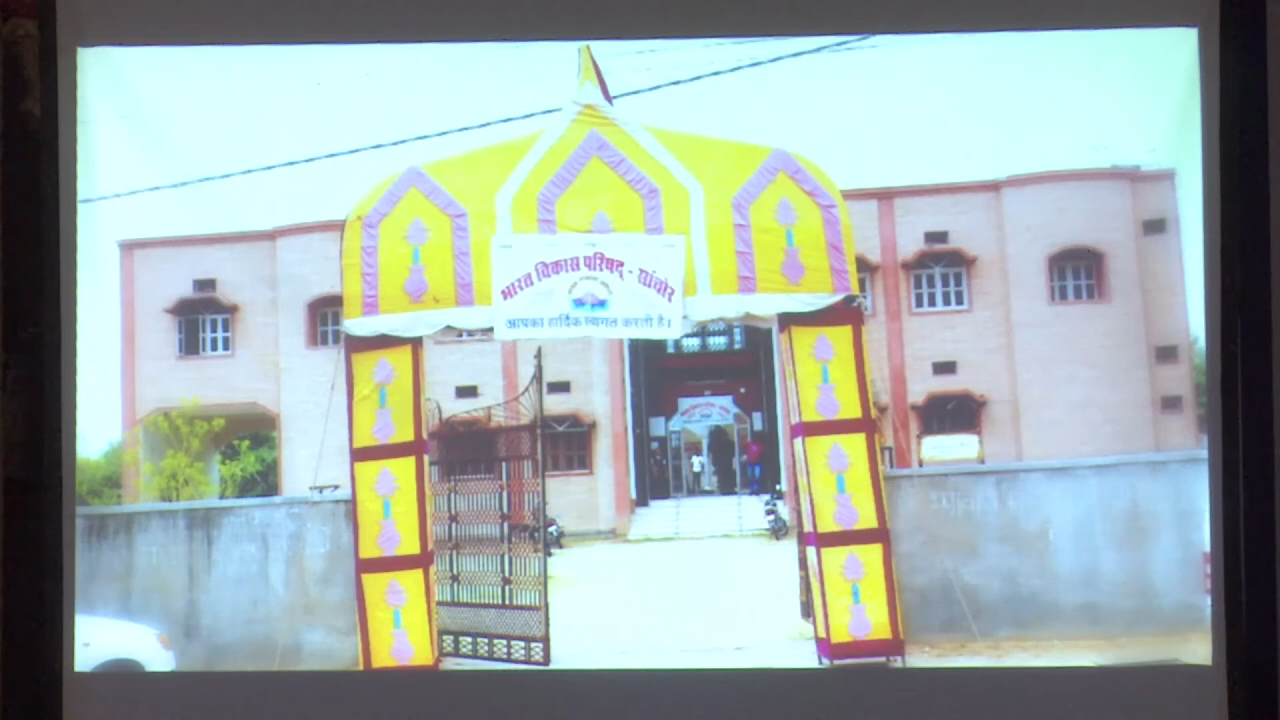 भारत विकास परिषद् - सांचोर
आपका हार्दिक स्वागत करती है।